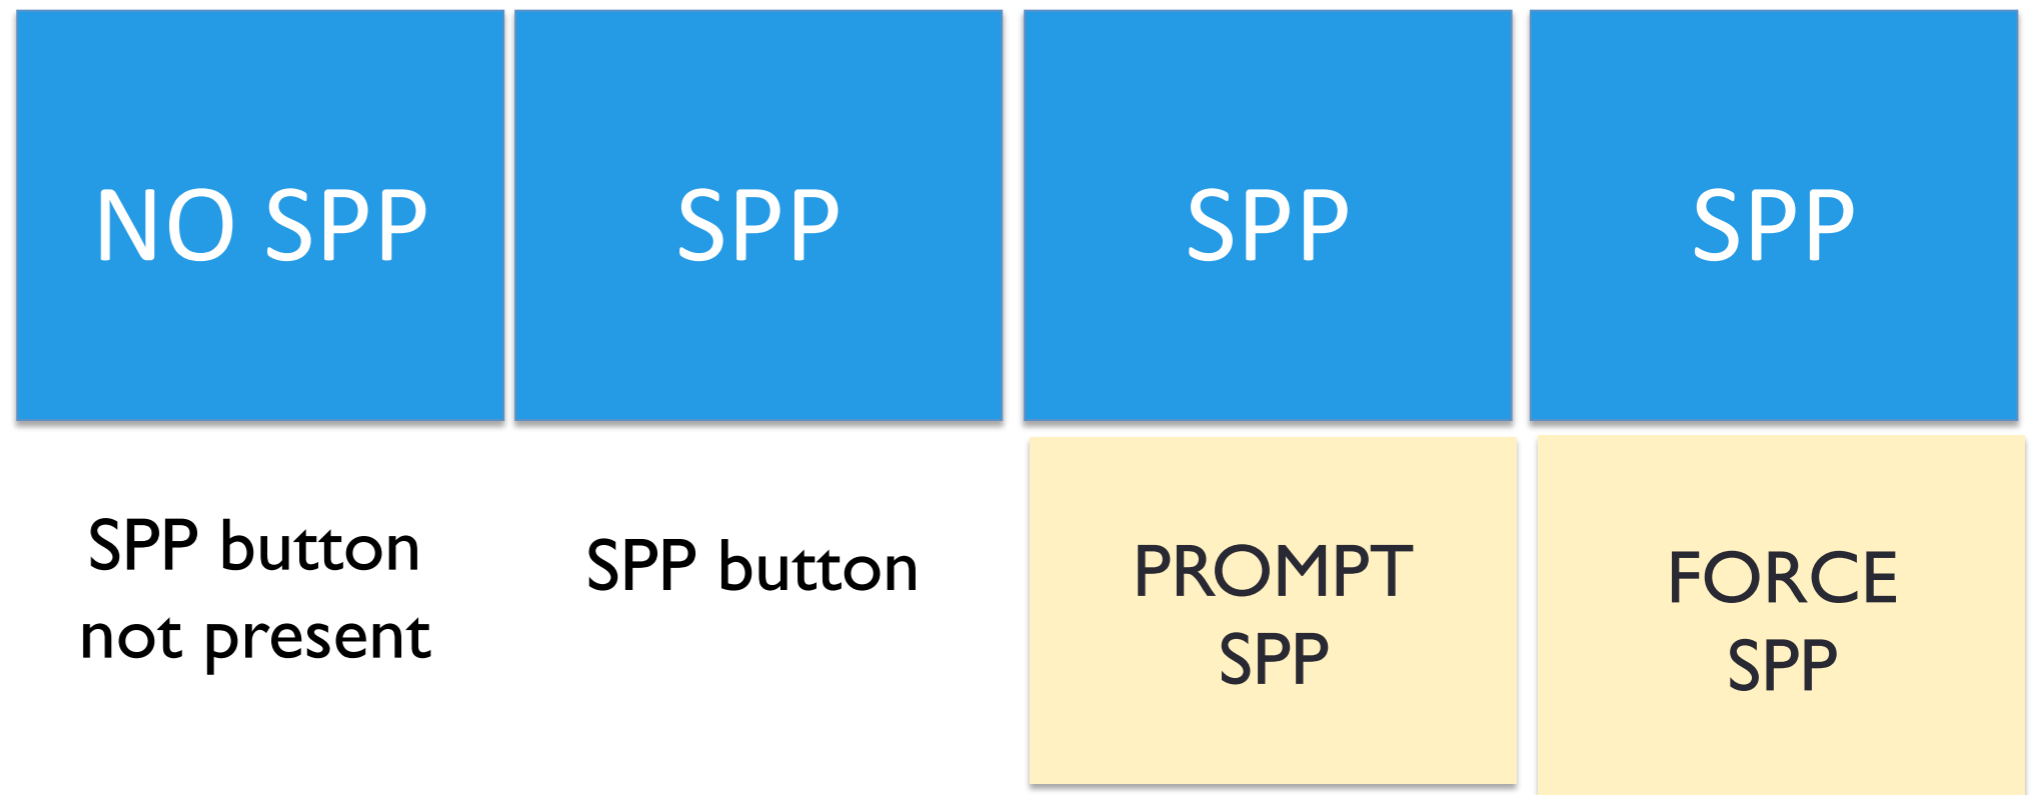 NO SPP
SPP
SPP
SPP
SPP button
not present
SPP button
PROMPT
SPP
FORCE
SPP